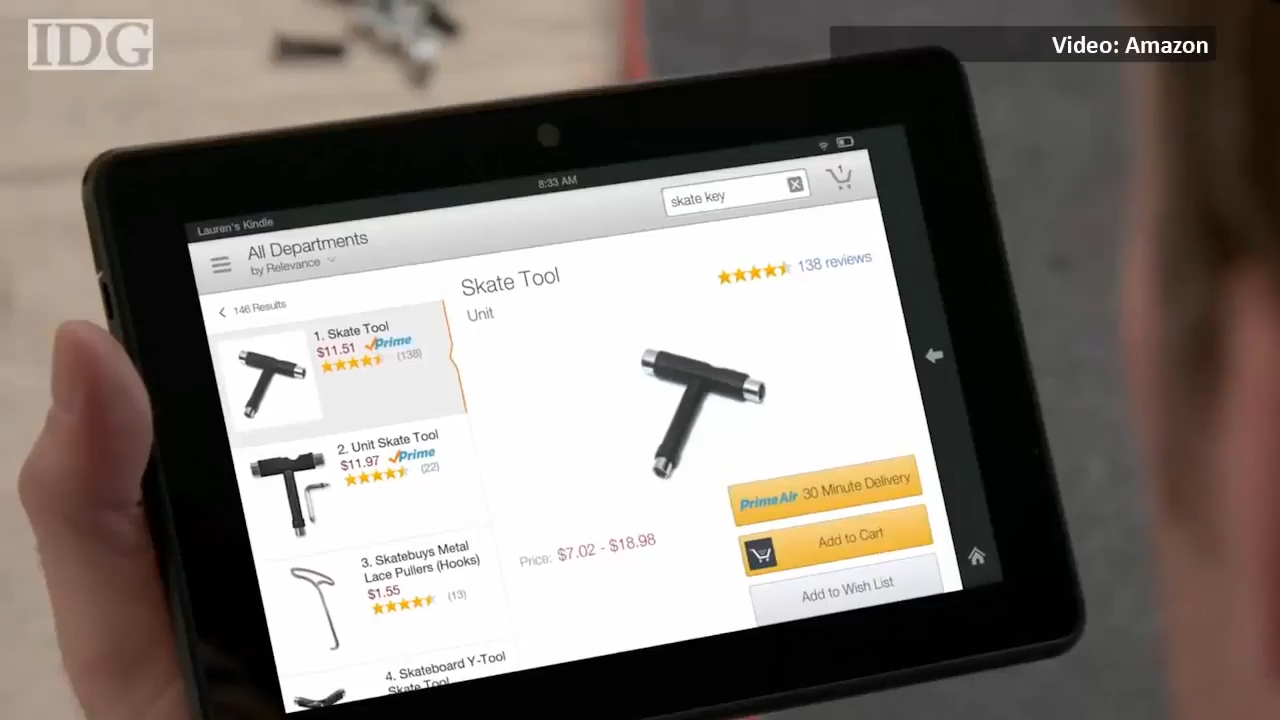 IDG
Video: Amazon
8:33 AM
Lauren's Kindle
All Departments
by Relevance
skate key
1
146 Results
1. Skate Tool
$11.51 Prime
(138)
2. Unit Skate Tool
$11.97 Prime
(22)
3. Skatebuys Metal
Lace Pullers (Hooks)
$1.55
(13)
4. Skateboard Y-Tool
Skate Tool
Skate Tool
138 reviews
Unit
Price: $7.02 - $18.98
PrimeAir 30 Minute Delivery
Add to Cart
Add to Wish List